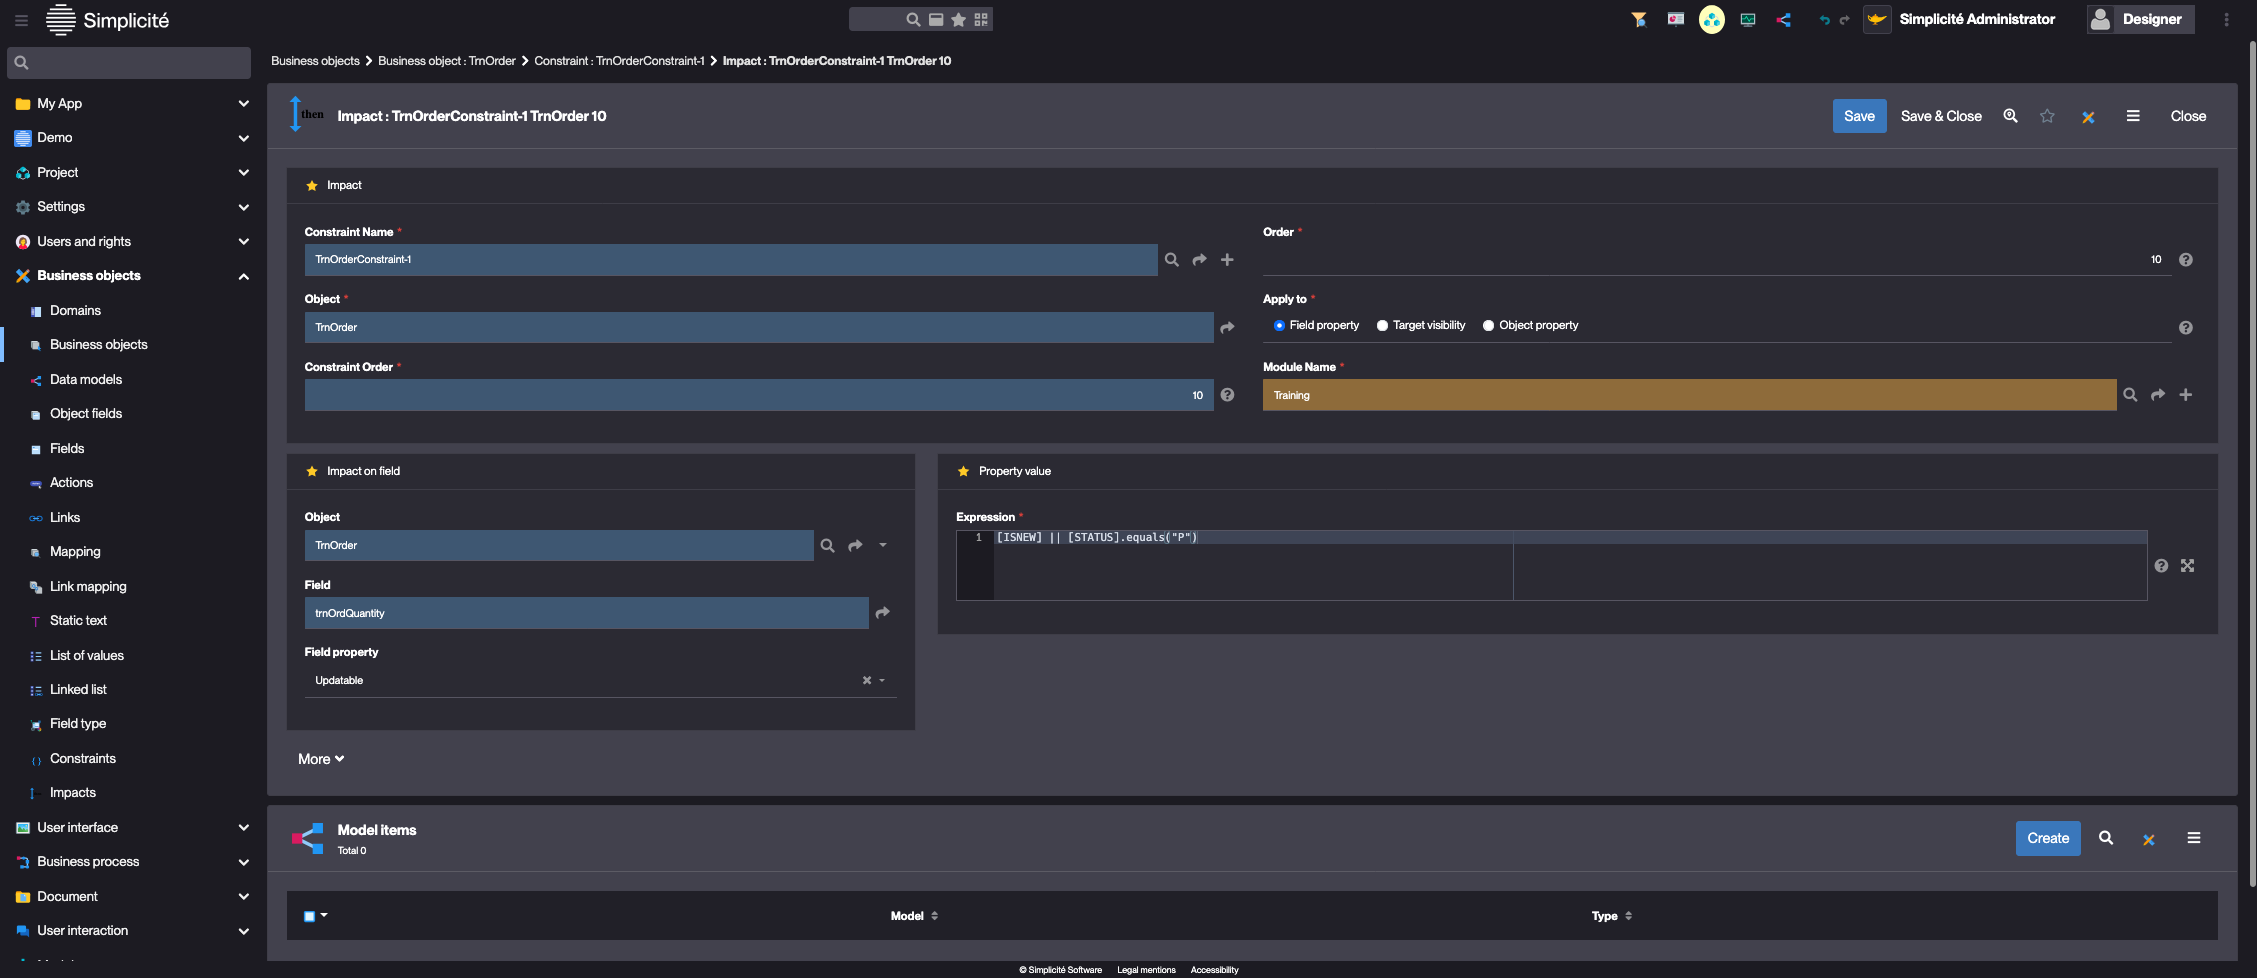 Simplicité
Simplicité Administrator
Designer
Business objects
Business object : TrnOrder
Constraint : TrnOrderConstraint-1
Impact : TrnOrderConstraint-1 TrnOrder 10
My App
Demo
Project
Settings
Users and rights
Business objects
Domains
Business objects
Data models
Object fields
Fields
Actions
Links
Mapping
Link mapping
Static text
List of values
Linked list
Field type
Constraints
Impacts
User interface
Business process
Document
User interaction
then
Impact : TrnOrderConstraint-1 TrnOrder 10
Save
Save & Close
Close
Impact
Constraint Name *
TrnOrderConstraint-1
Order *
10
Object *
TrnOrder
Apply to *
Field property
Target visibility
Object property
Constraint Order *
10
Module Name *
Training
Impact on field
Object
TrnOrder
Field
trnOrdQuantity
Field property
Updatable
Property value
Expression *
1 [ISNEW] || [STATUS].equals("P")
More
Model items
Total 0
Create
Model
Type
© Simplicité Software
Legal mentions
Accessibility